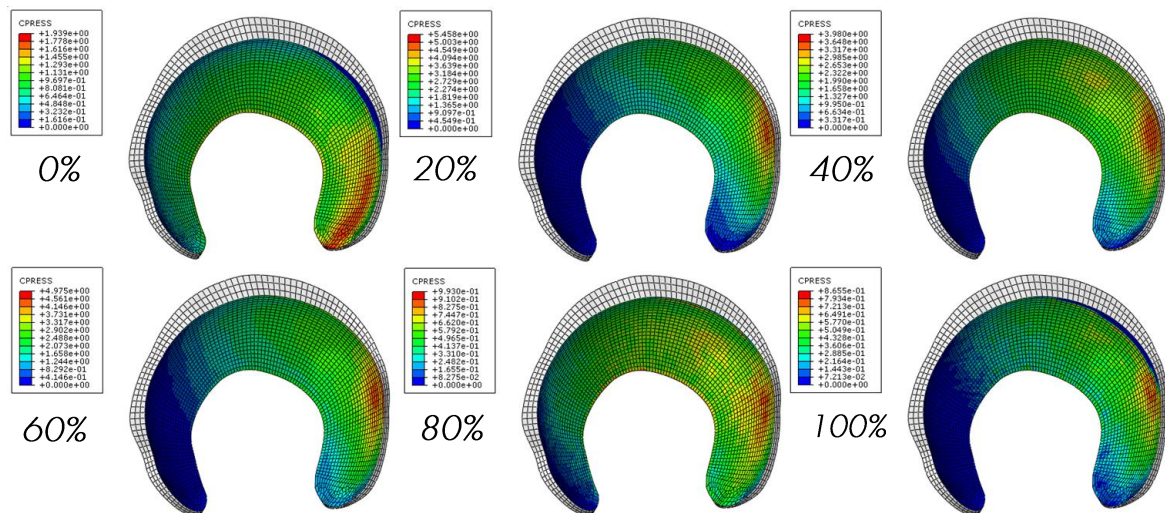 CPRESS
+1.939e+00
+1.778e+00
+1.616e+00
+1.455e+00
+1.293e+00
+1.131e+00
+9.697e-01
+8.081e-01
+6.464e-01
+4.848e-01
+3.232e-01
+1.616e-01
+0.000e+00
0%
CPRESS
+5.458e+00
+5.003e+00
+4.549e+00
+4.094e+00
+3.639e+00
+3.184e+00
+2.729e+00
+2.274e+00
+1.819e+00
+1.365e+00
+9.097e-01
+4.549e-01
+0.000e+00
20%
CPRESS
+3.980e+00
+3.648e+00
+3.317e+00
+2.985e+00
+2.653e+00
+2.322e+00
+1.990e+00
+1.658e+00
+1.327e+00
+9.950e-01
+6.634e-01
+3.317e-01
+0.000e+00
40%
CPRESS
+4.975e+00
+4.561e+00
+4.146e+00
+3.731e+00
+3.317e+00
+2.902e+00
+2.488e+00
+2.073e+00
+1.658e+00
+1.244e+00
+8.292e-01
+4.146e-01
+0.000e+00
60%
CPRESS
+9.930e-01
+9.102e-01
+8.275e-01
+7.447e-01
+6.620e-01
+5.792e-01
+4.965e-01
+4.137e-01
+3.310e-01
+2.482e-01
+1.655e-01
+8.275e-02
+0.000e+00
80%
CPRESS
+8.655e-01
+7.934e-01
+7.213e-01
+6.491e-01
+5.770e-01
+5.049e-01
+4.328e-01
+3.606e-01
+2.885e-01
+2.164e-01
+1.443e-01
+7.213e-02
+0.000e+00
100%